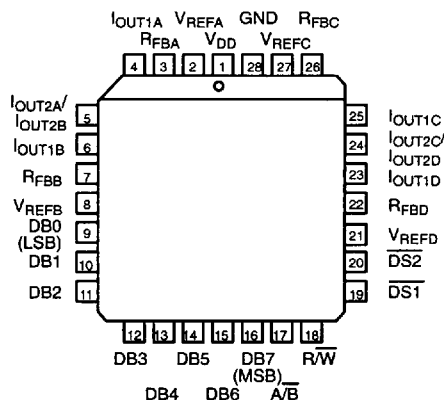 IOUT1A VREFA GND RFBC
RFBA VDD VREFC
4 3 2 1 28 27 26
IOUT2A/
IOUT2B
5
IOUT1B 6
RFBB 7
VREFB 8
DB0
(LSB)
9
DB1 10
DB2 11
25 IOUT1C
24 IOUT2C/
IOUT2D
23 IOUT1D
22 RFBD
21 VREFD
20 D̅S̅2̅
19 D̅S̅1̅
12 13 14 15 16 17 18
DB3 DB5 DB7 R/W̅
(MSB)
DB4 DB6 A̅/B̅